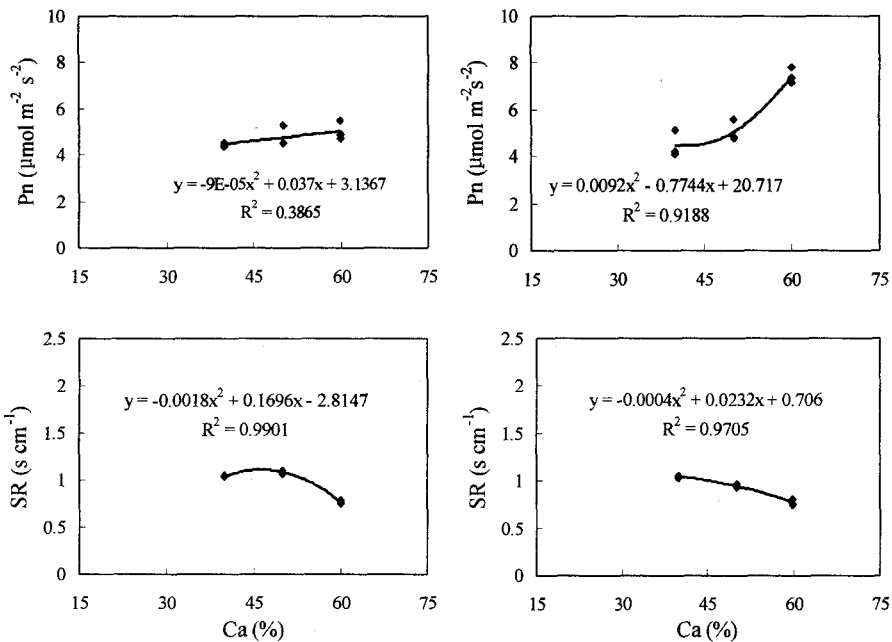 10
8
6
4
2
0
Pn (µmol m⁻² s⁻²)
y = -9E-05x² + 0.037x + 3.1367
R² = 0.3865
15 30 45 60 75
10
8
6
4
2
0
Pn (µmol m⁻² s⁻²)
y = 0.0092x² - 0.7744x + 20.717
R² = 0.9188
15 30 45 60 75
2.5
2
1.5
1
0.5
0
SR (s cm⁻¹)
y = -0.0018x² + 0.1696x - 2.8147
R² = 0.9901
15 30 45 60 75
Ca (%)
2.5
2
1.5
1
0.5
0
SR (s cm⁻¹)
y = -0.0004x² + 0.0232x + 0.706
R² = 0.9705
15 30 45 60 75
Ca (%)